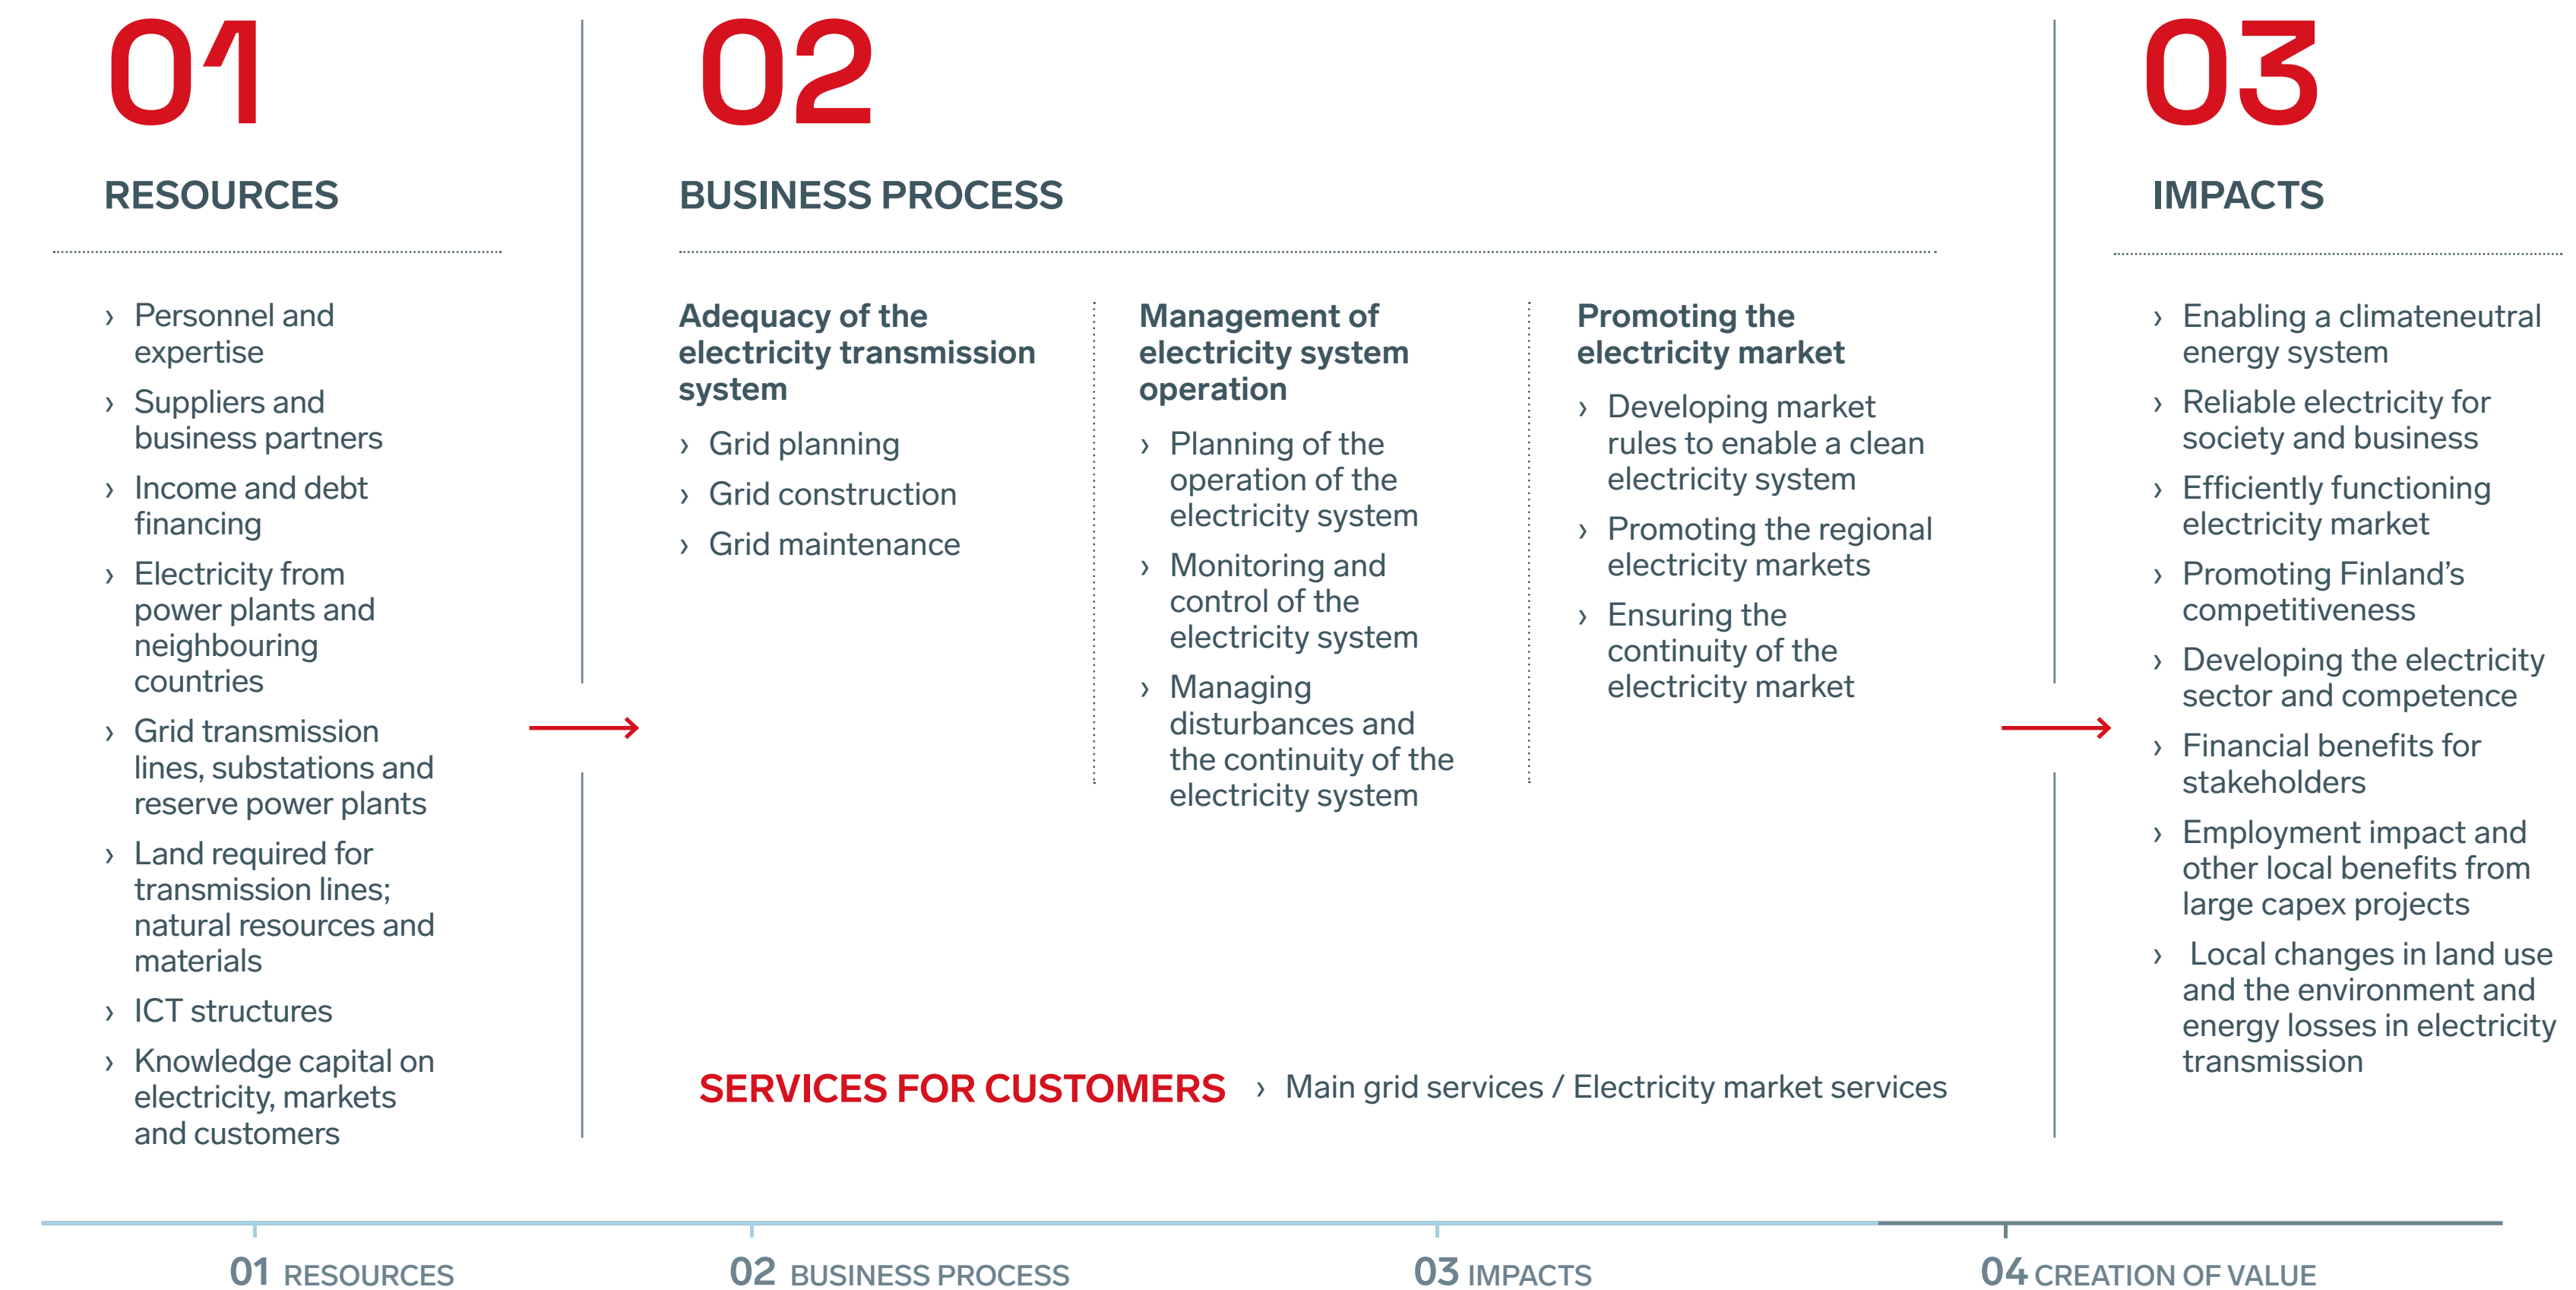 01
RESOURCES
› Personnel and
expertise
› Suppliers and
business partners
› Income and debt
financing
› Electricity from
power plants and
neighbouring
countries
› Grid transmission
lines, substations and
reserve power plants
› Land required for
transmission lines;
natural resources and
materials
› ICT structures
› Knowledge capital on
electricity, markets
and customers
02
BUSINESS PROCESS
Adequacy of the
electricity transmission
system
› Grid planning
› Grid construction
› Grid maintenance
Management of
electricity system
operation
› Planning of the
operation of the
electricity system
› Monitoring and
control of the
electricity system
› Managing
disturbances and
the continuity of the
electricity system
Promoting the
electricity market
› Developing market
rules to enable a clean
electricity system
› Promoting the regional
electricity markets
› Ensuring the
continuity of the
electricity market
SERVICES FOR CUSTOMERS › Main grid services / Electricity market services
03
IMPACTS
› Enabling a climateneutral
energy system
› Reliable electricity for
society and business
› Efficiently functioning
electricity market
› Promoting Finland’s
competitiveness
› Developing the electricity
sector and competence
› Financial benefits for
stakeholders
› Employment impact and
other local benefits from
large capex projects
› Local changes in land use
and the environment and
energy losses in electricity
transmission
01 RESOURCES
02 BUSINESS PROCESS
03 IMPACTS
04 CREATION OF VALUE